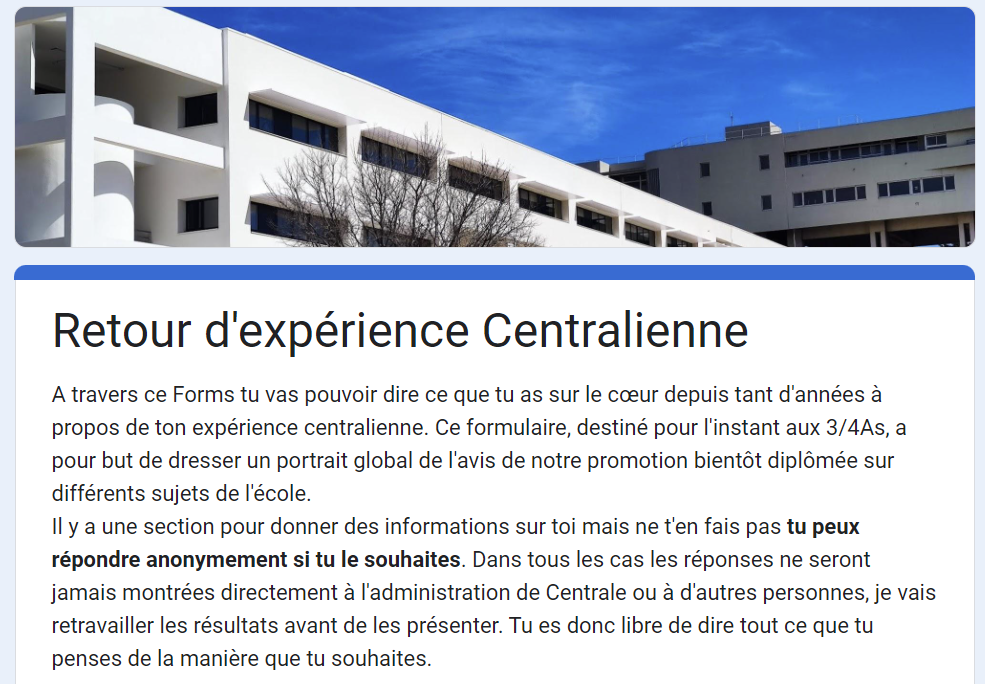 Retour d'expérience Centralienne
A travers ce Forms tu vas pouvoir dire ce que tu as sur le cœur depuis tant d'années à
propos de ton expérience centralienne. Ce formulaire, destiné pour l'instant aux 3/4As, a
pour but de dresser un portrait global de l'avis de notre promotion bientôt diplômée sur
différents sujets de l'école.
Il y a une section pour donner des informations sur toi mais ne t'en fais pas tu peux
répondre anonymement si tu le souhaites. Dans tous les cas les réponses ne seront
jamais montrées directement à l'administration de Centrale ou à d'autres personnes, je vais
retravailler les résultats avant de les présenter. Tu es donc libre de dire tout ce que tu
penses de la manière que tu souhaites.